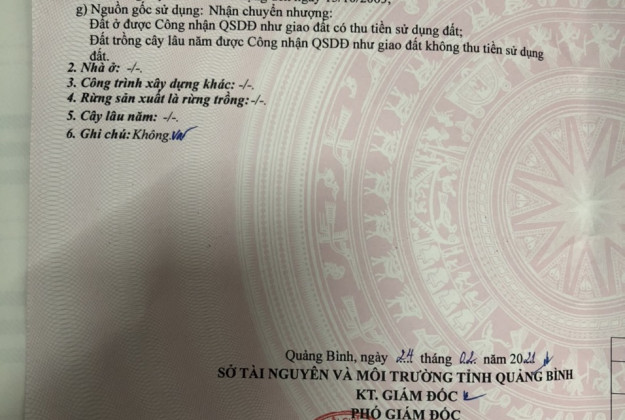 g) Nguồn gốc sử dụng: Nhận chuyển nhượng:
Đất ở được Công nhận QSDĐ như giao đất có thu tiền sử dụng đất;
Đất trồng cây lâu năm được Công nhận QSDĐ như giao đất không thu tiền sử dụng
đất.
2. Nhà ở: -/-.
3. Công trình xây dựng khác: -/-.
4. Rừng sản xuất là rừng trồng:-/-.
5. Cây lâu năm: -/-.
6. Ghi chú: Không.
Quảng Bình, ngày 24 tháng 02 năm 2021
SỞ TÀI NGUYÊN VÀ MÔI TRƯỜNG TỈNH QUẢNG BÌNH
KT. GIÁM ĐỐC
PHÓ GIÁM ĐỐC